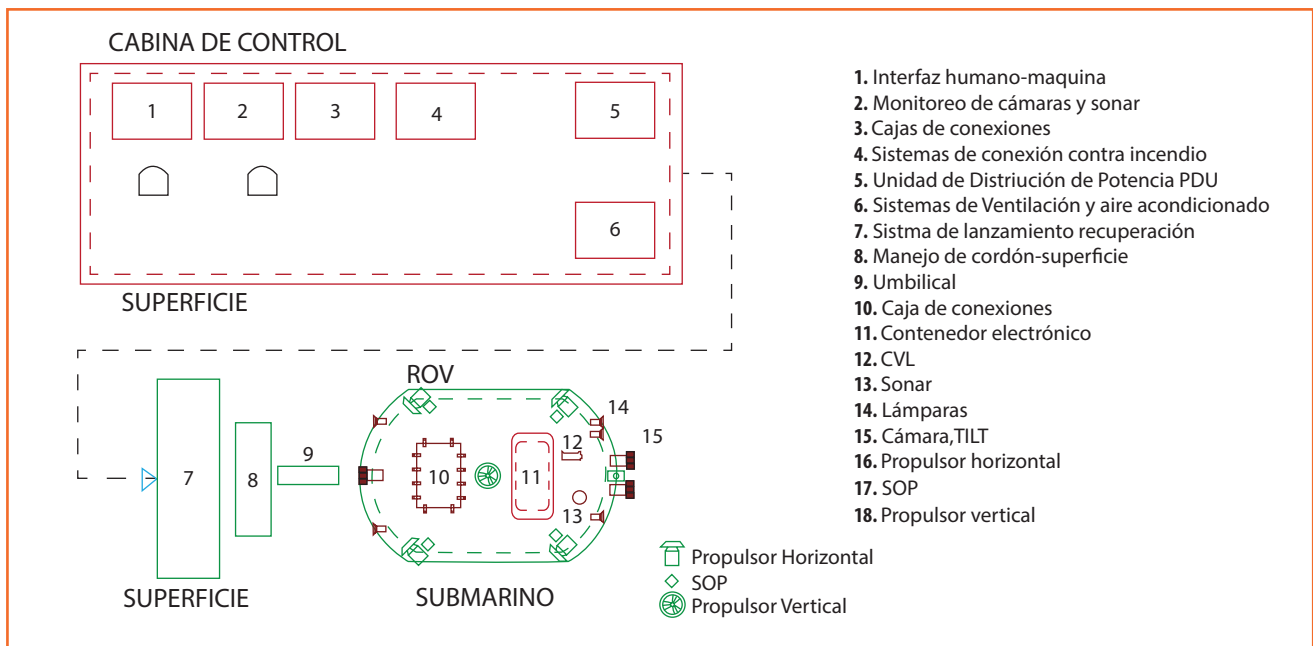 CABINA DE CONTROL
1
2
3
4
5
6
SUPERFICIE
1. Interfaz humano-maquina
2. Monitoreo de cámaras y sonar
3. Cajas de conexiones
4. Sistemas de conexión contra incendio
5. Unidad de Distriución de Potencia PDU
6. Sistemas de Ventilación y aire acondicionado
7. Sistma de lanzamiento recuperación
8. Manejo de cordón-superficie
9. Umbilical
10. Caja de conexiones
11. Contenedor electrónico
12. CVL
13. Sonar
14. Lámparas
15. Cámara,TILT
16. Propulsor horizontal
17. SOP
18. Propulsor vertical
ROV
7
8
9
10
11
12
13
14
15
SUPERFICIE
SUBMARINO
Propulsor Horizontal
SOP
Propulsor Vertical